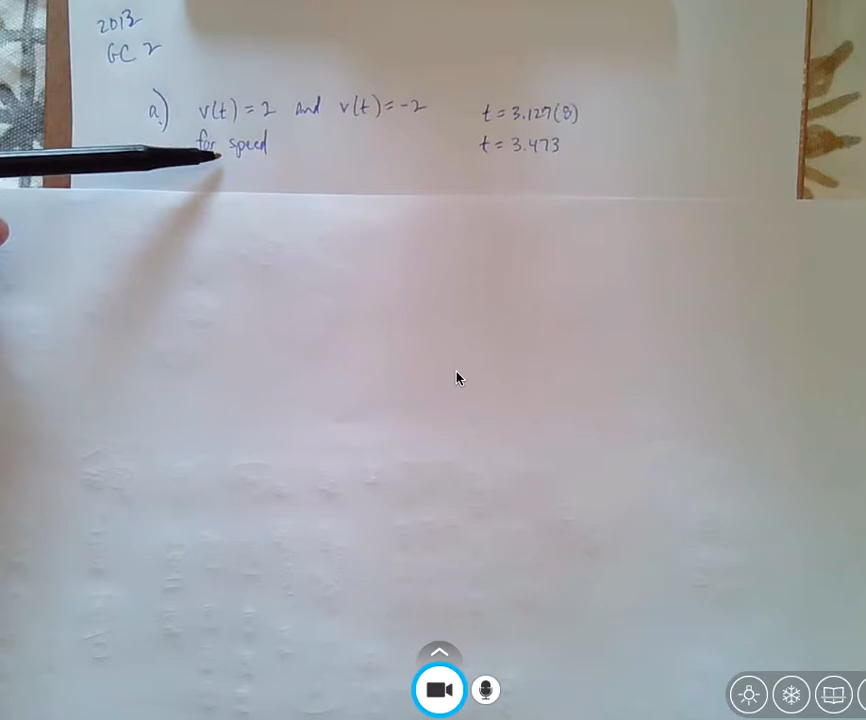 2013
GC 2
a.) v(t) = 2 and v(t) = -2 t = 3.127(8)
for speed t = 3.473